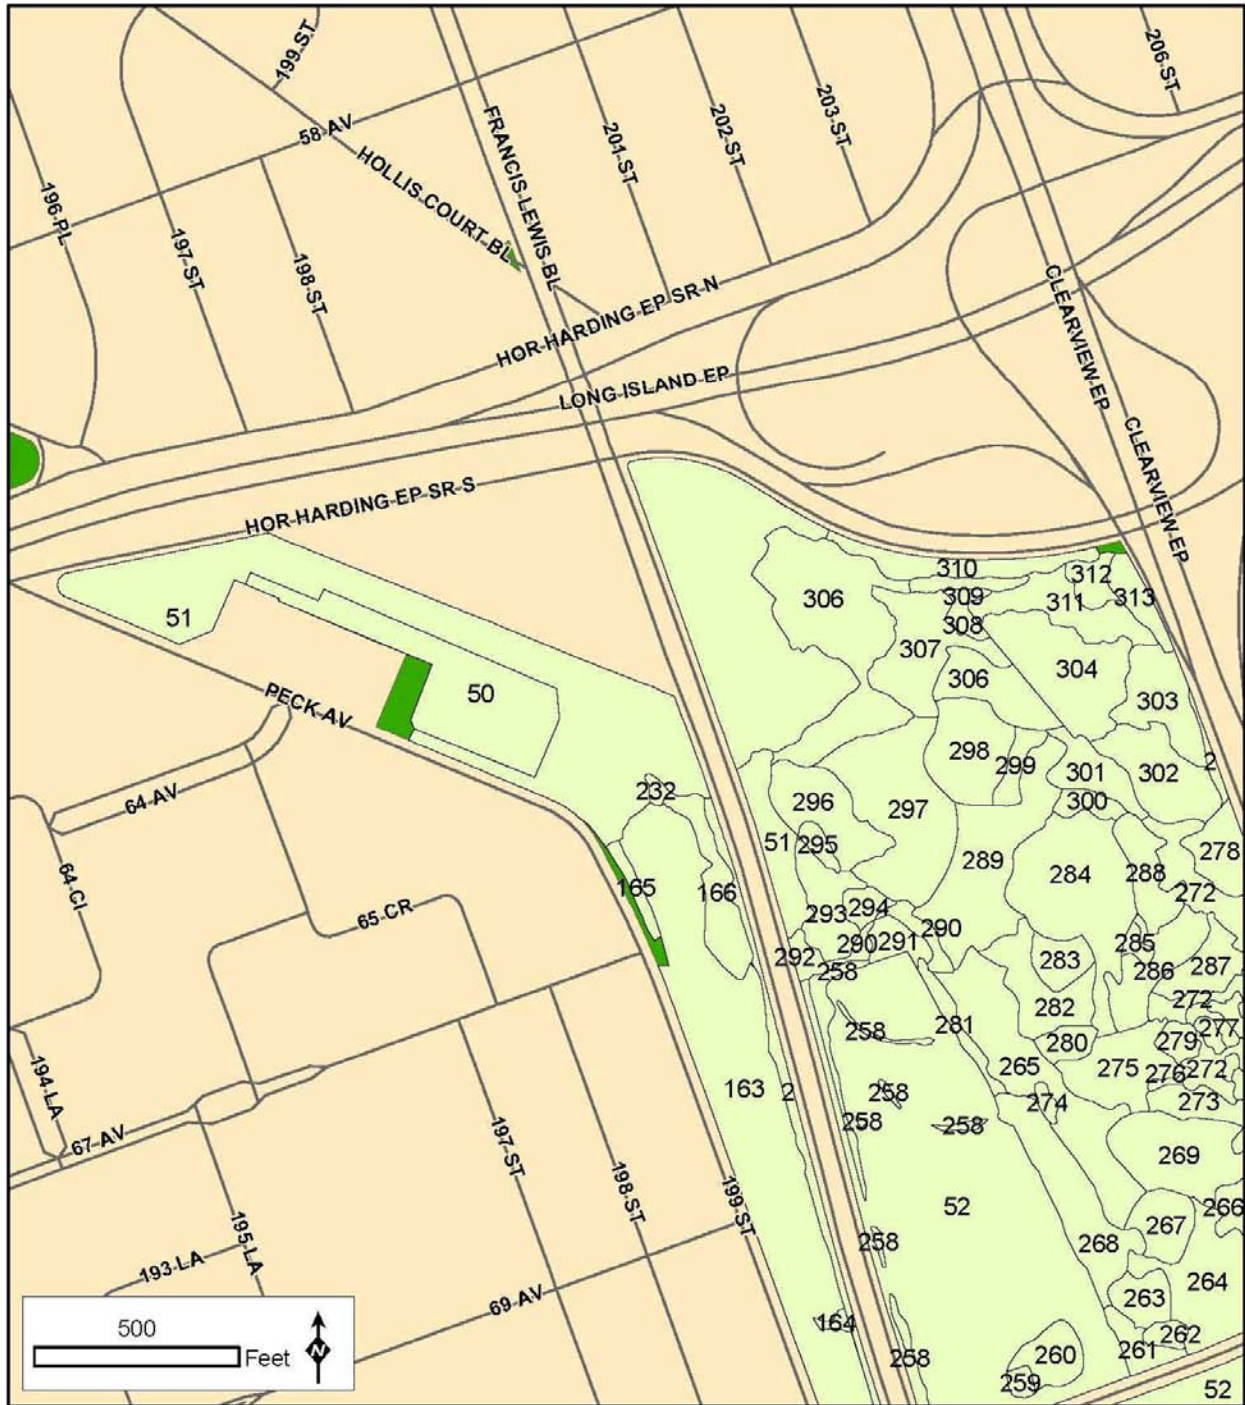 199 ST
206 ST
58 AV
FRANCIS LEWIS BL
201 ST
202 ST
203 ST
HOLLIS COURT BL
196 PL
197 ST
198 ST
HOR HARDING EP SR N
CLEARVIEW EP
LONG ISLAND EP
CLEARVIEW EP
HOR HARDING EP SR S
310
312
306
309
311
313
51
308
307
304
306
50
303
PECK AV
298
299
301
302
2
232
64 AV
296
300
297
51
295
289
278
64 CI
165
166
284
288
272
65 CR
293
294
290
285
292
290
291
283
287
258
286
282
272
258
281
277
280
279
265
275
276
272
194 LA
163
2
258
274
273
258
258
67 AV
197 ST
269
198 ST
199 ST
52
266
267
195 LA
258
268
193 LA
264
69 AV
263
164
262
500
Feet
N
258
260
261
259
52